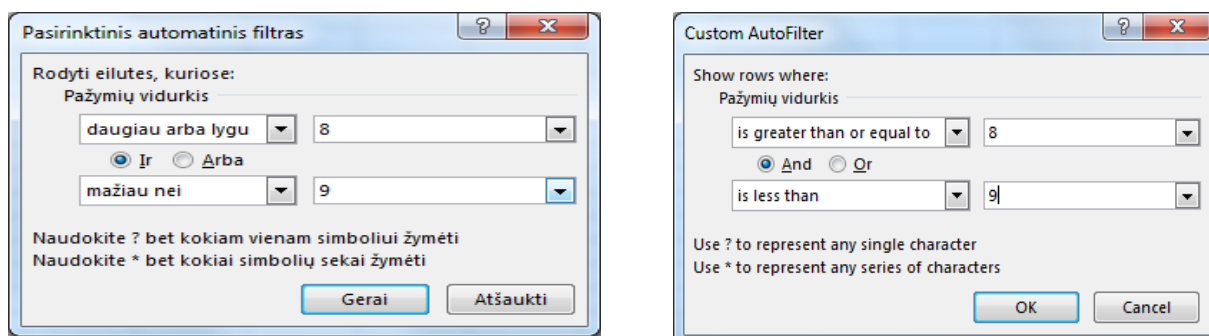 Pasirinktinis automatinis filtras
Rodyti eilutes, kuriose:
Pažymių vidurkis
daugiau arba lygu 8
Ir Arba
mažiau nei 9
Naudokite ? bet kokiam vienam simboliui žymėti
Naudokite * bet kokiai simbolių sekai žymėti
Gerai Atšaukti
Custom AutoFilter
Show rows where:
Pažymių vidurkis
is greater than or equal to 8
And Or
is less than 9
Use ? to represent any single character
Use * to represent any series of characters
OK Cancel